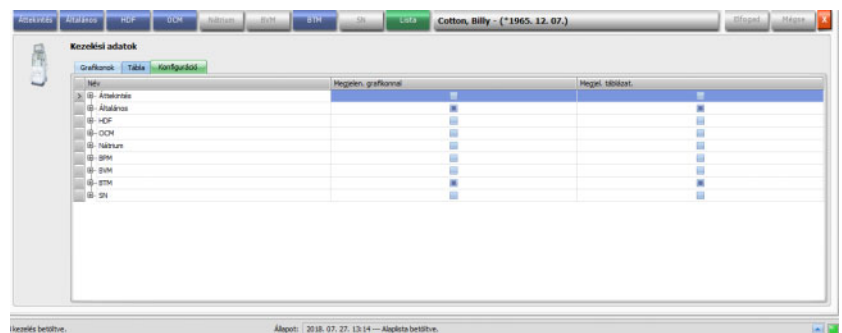 Áttekintés Általános HDF OCM Nátrium BVM BTM SN Lista Cotton, Billy - (*1965. 12. 07.) Elfogad Mégse X
Kezelési adatok
Grafikonok Tábla Konfiguráció
Név Megjelen. grafikonnal Megjel. táblázat.
Áttekintés
Általános
HDF
OCM
Nátrium
BPM
BVM
BTM
SN
kezelés betöltve. Állapot: 2018. 07. 27. 13:14 — Alaplista betöltve.